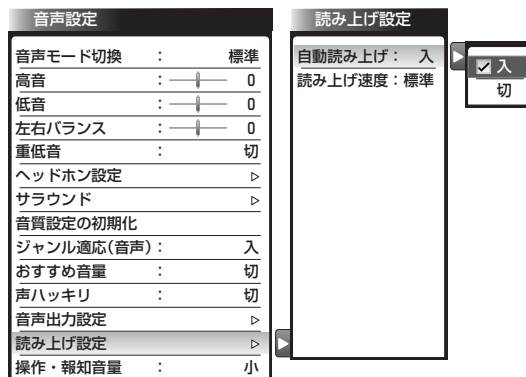 音声設定
音声モード切換 : 標準
高音 : 0
低音 : 0
左右バランス : 0
重低音 : 切
ヘッドホン設定
サラウンド
音質設定の初期化
ジャンル適応(音声): 入
おすすめ音量 : 切
声ハッキリ : 切
音声出力設定
読み上げ設定
操作・報知音量 : 小
読み上げ設定
自動読み上げ: 入
読み上げ速度:標準
入
切